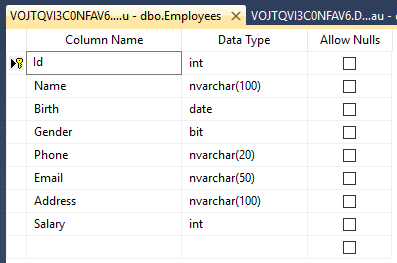 VOJTQVI3C0NFAV6....u - dbo.Employees VOJTQVI3C0NFAV6.D...au - dbo
Column Name Data Type Allow Nulls
Id int
Name nvarchar(100)
Birth date
Gender bit
Phone nvarchar(20)
Email nvarchar(50)
Address nvarchar(100)
Salary int